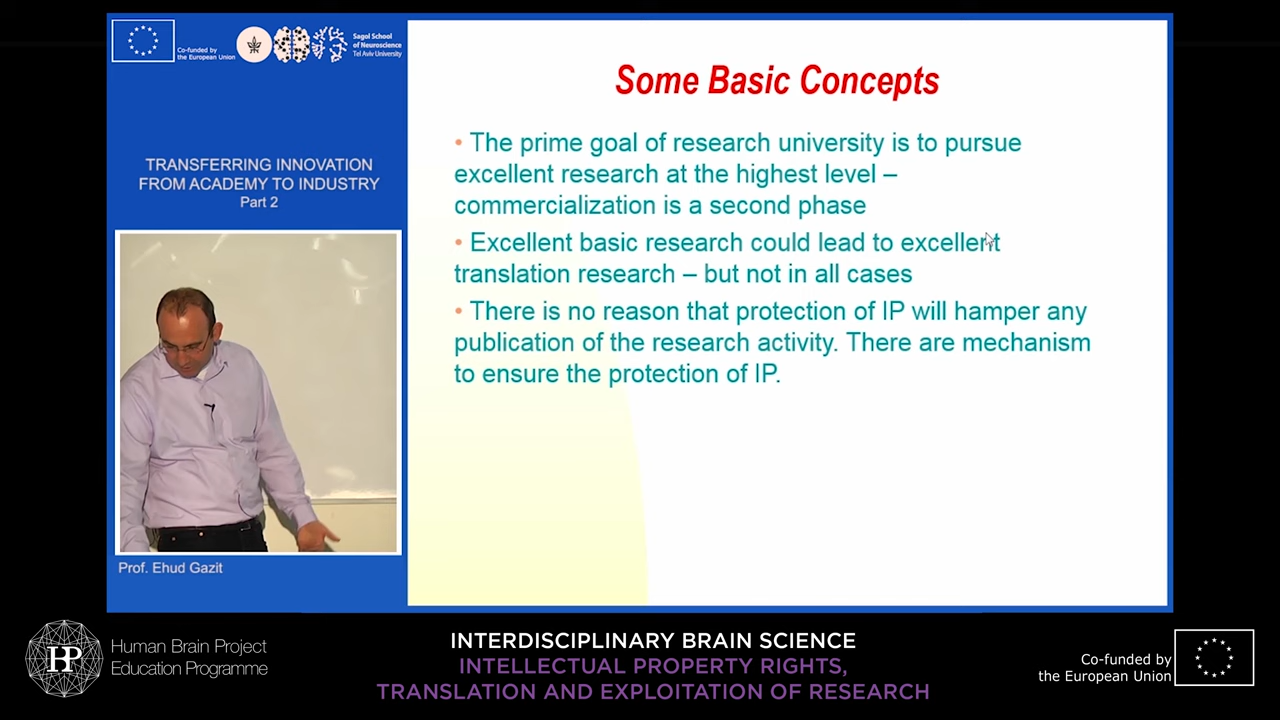 Co-funded by
the European Union
Sagol School
of Neuroscience
Tel Aviv University
TRANSFERRING INNOVATION
FROM ACADEMY TO INDUSTRY
Part 2
Prof. Ehud Gazit
Some Basic Concepts
• The prime goal of research university is to pursue
excellent research at the highest level –
commercialization is a second phase
• Excellent basic research could lead to excellent
translation research – but not in all cases
• There is no reason that protection of IP will hamper any
publication of the research activity. There are mechanism
to ensure the protection of IP.
HP
Human Brain Project
Education Programme
INTERDISCIPLINARY BRAIN SCIENCE
INTELLECTUAL PROPERTY RIGHTS,
TRANSLATION AND EXPLOITATION OF RESEARCH
Co-funded by
the European Union